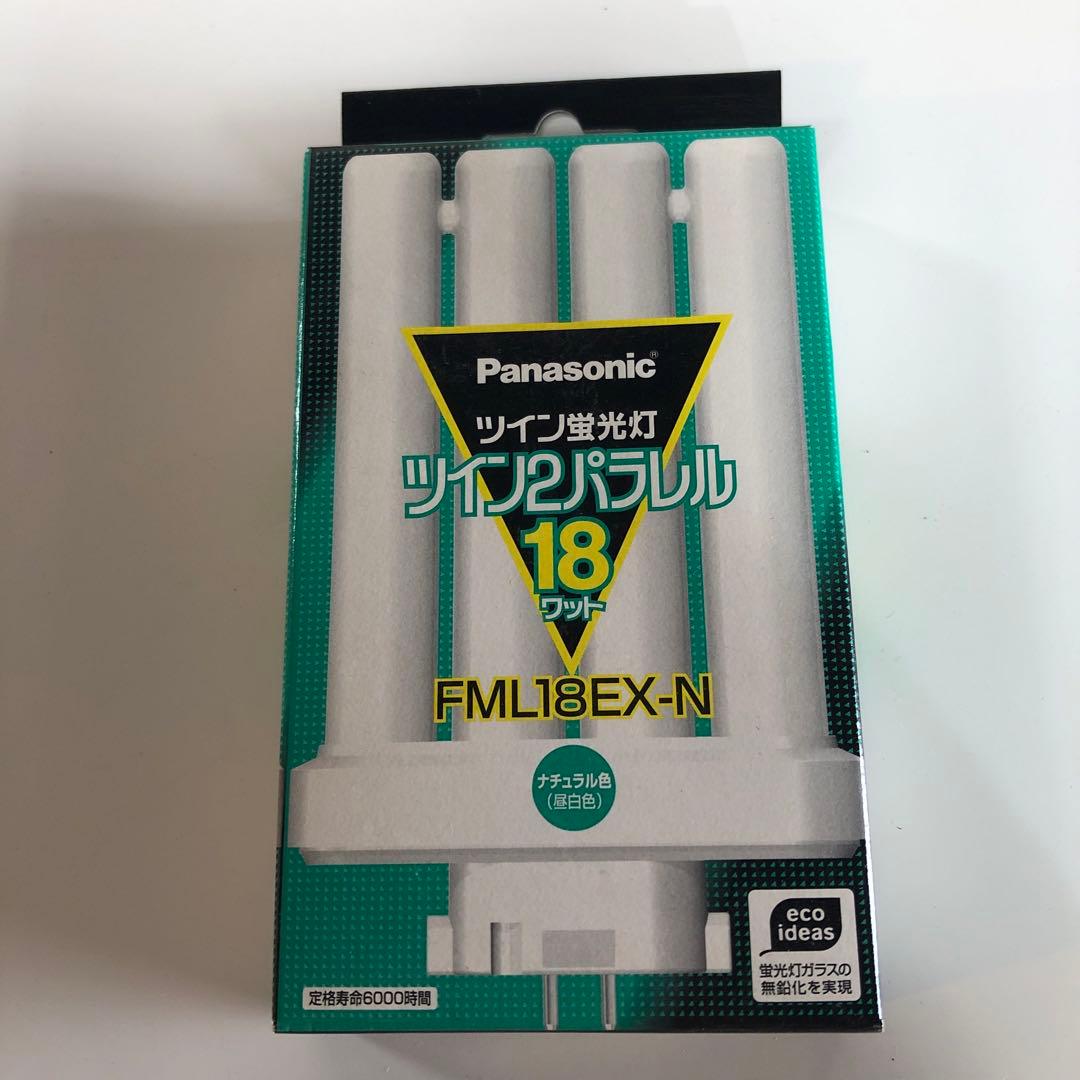 Panasonic®
ツイン蛍光灯
ツイン2パラレル
18
ワット
FML18EX-N
ナチュラル色
(昼白色)
eco
ideas
蛍光灯ガラスの
無鉛化を実現
定格寿命6000時間